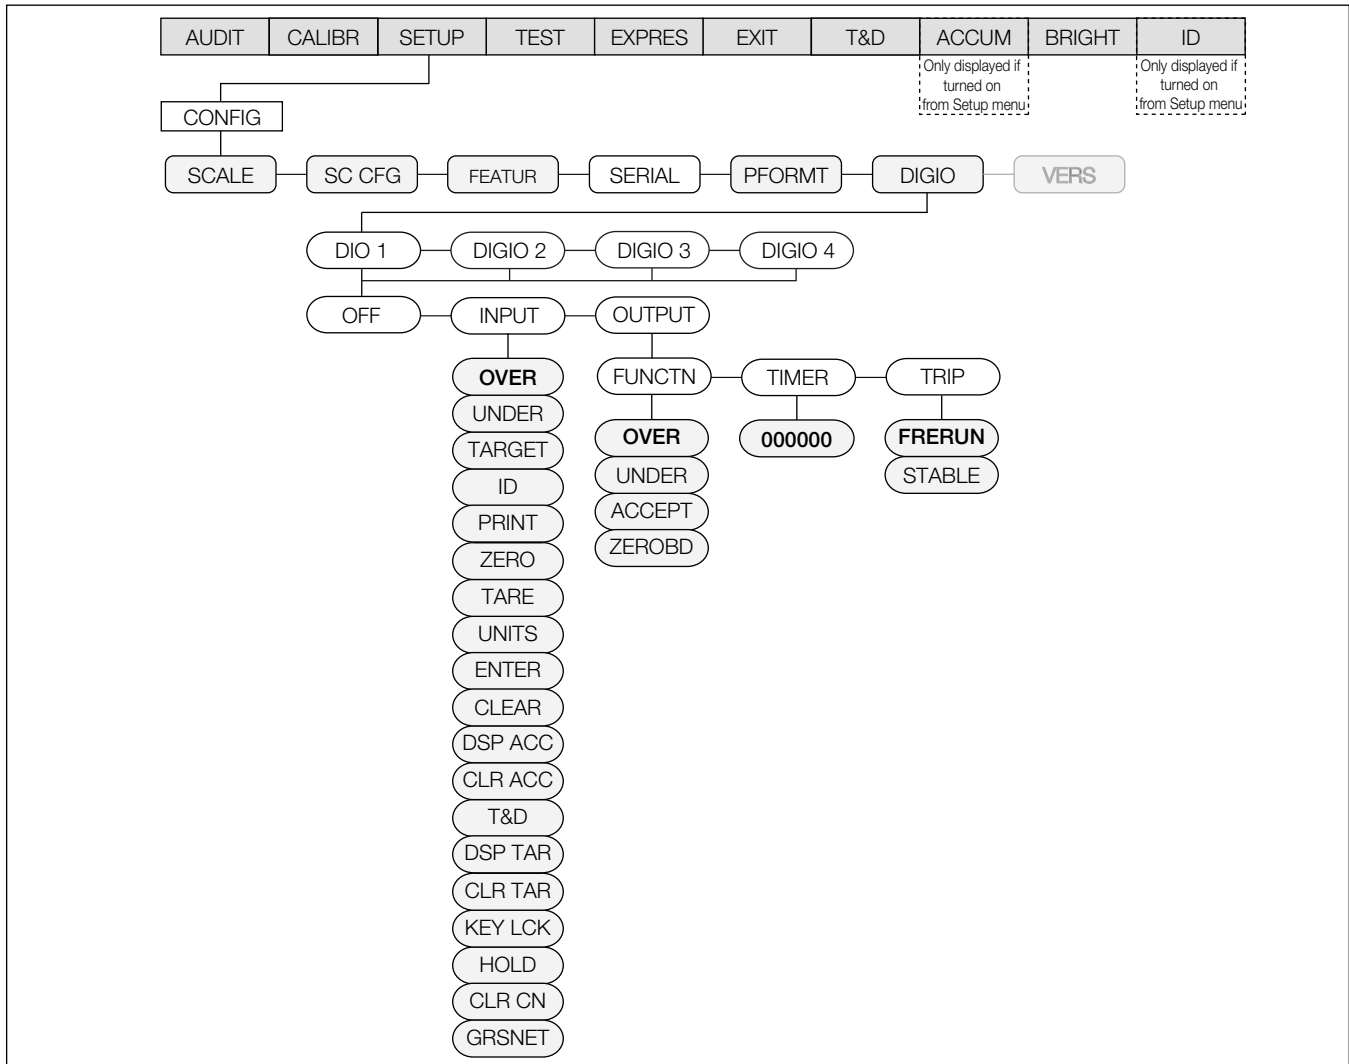 AUDIT CALIBR SETUP TEST EXPRES EXIT T&D ACCUM BRIGHT ID
Only displayed if
turned on
from Setup menu
Only displayed if
turned on
from Setup menu
CONFIG
SCALE SC CFG FEATUR SERIAL PFORMT DIGIO VERS
DIO 1 DIGIO 2 DIGIO 3 DIGIO 4
OFF INPUT OUTPUT
OVER
UNDER
TARGET
ID
PRINT
ZERO
TARE
UNITS
ENTER
CLEAR
DSP ACC
CLR ACC
T&D
DSP TAR
CLR TAR
KEY LCK
HOLD
CLR CN
GRSNET
FUNCTN TIMER TRIP
OVER
UNDER
ACCEPT
ZEROBD
000000
FRERUN
STABLE